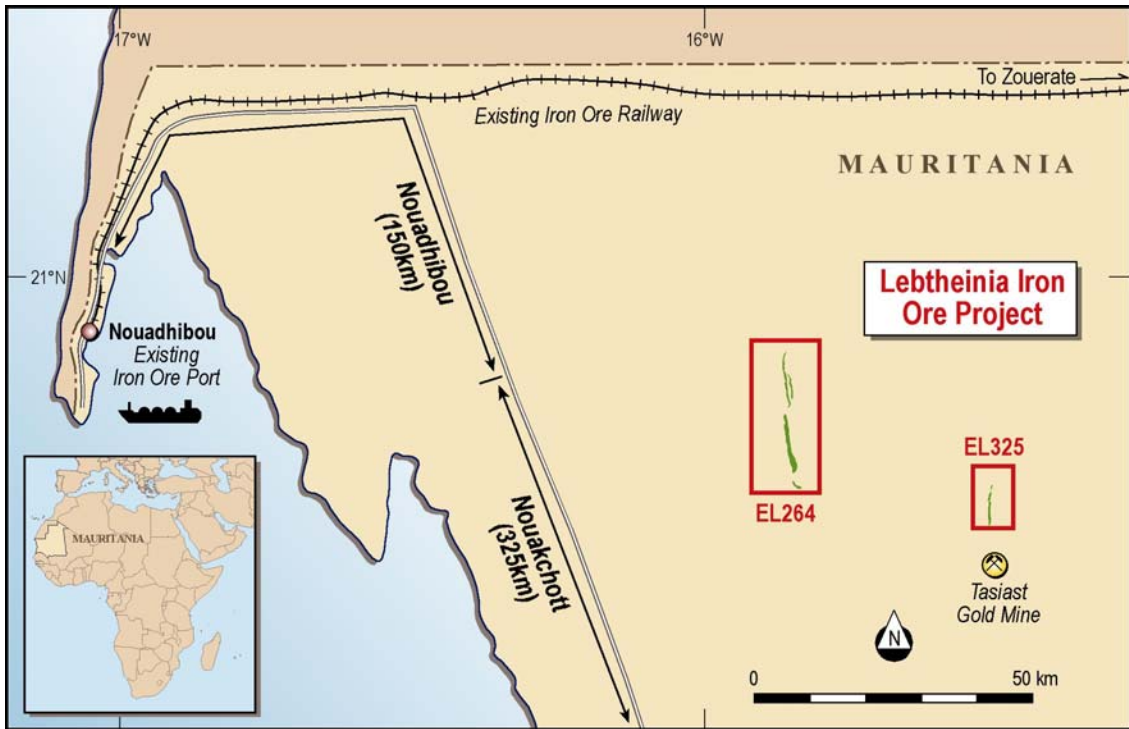 17°W
16°W
To Zouerate
Existing Iron Ore Railway
MAURITANIA
Nouadhibou
(150km)
21°N
Lebtheinia Iron
Ore Project
Nouadhibou
Existing
Iron Ore Port
EL325
EL264
MAURITANIA
Nouakchott
(325km)
Tasiast
Gold Mine
N
0
50 km